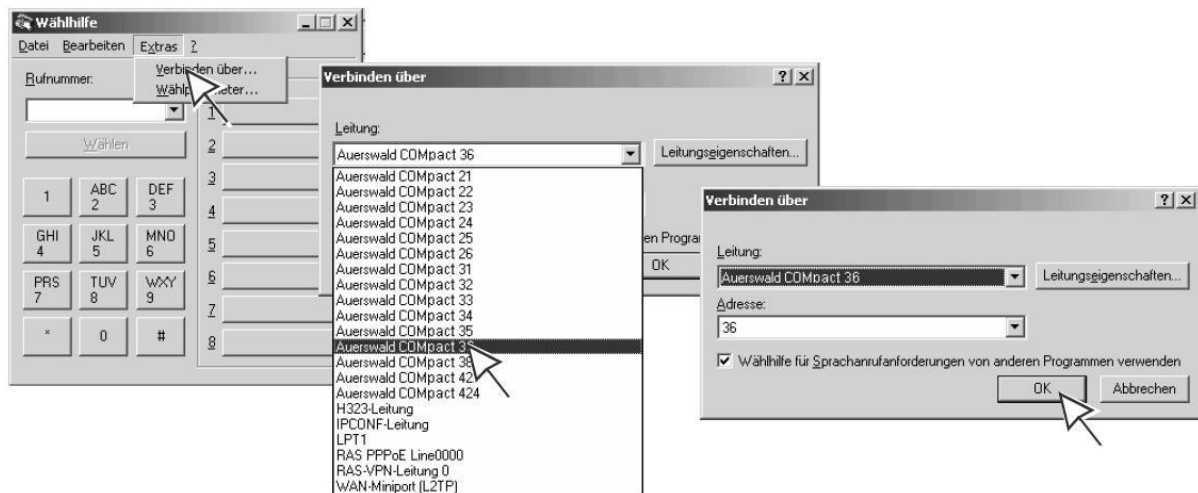 Wählhilfe
Datei Bearbeiten Extras ?
Verbinden über...
Rufnummer:
Wählen
1
ABC 2
DEF 3
GHI 4
JKL 5
MNO 6
PRS 7
TUV 8
WXY 9
*
0
#
1
2
3
4
5
6
7
8
Verbinden über
Leitung:
Auerswald COMpact 36
Leitungseigenschaften...
Auerswald COMpact 21
Auerswald COMpact 22
Auerswald COMpact 23
Auerswald COMpact 24
Auerswald COMpact 25
Auerswald COMpact 26
Auerswald COMpact 31
Auerswald COMpact 32
Auerswald COMpact 33
Auerswald COMpact 34
Auerswald COMpact 35
Auerswald COMpact
Auerswald COMpact 38
Auerswald COMpact 42
Auerswald COMpact 424
H323-Leitung
IPCONF-Leitung
LPT1
RAS PPPoE Line0000
RAS-VPN-Leitung 0
WAN-Miniport (L2TP)
OK
Verbinden über
Leitung:
Auerswald COMpact 36
Leitungseigenschaften...
Adresse:
36
Wählhilfe für Sprachanrufanforderungen von anderen Programmen verwenden
OK
Abbrechen